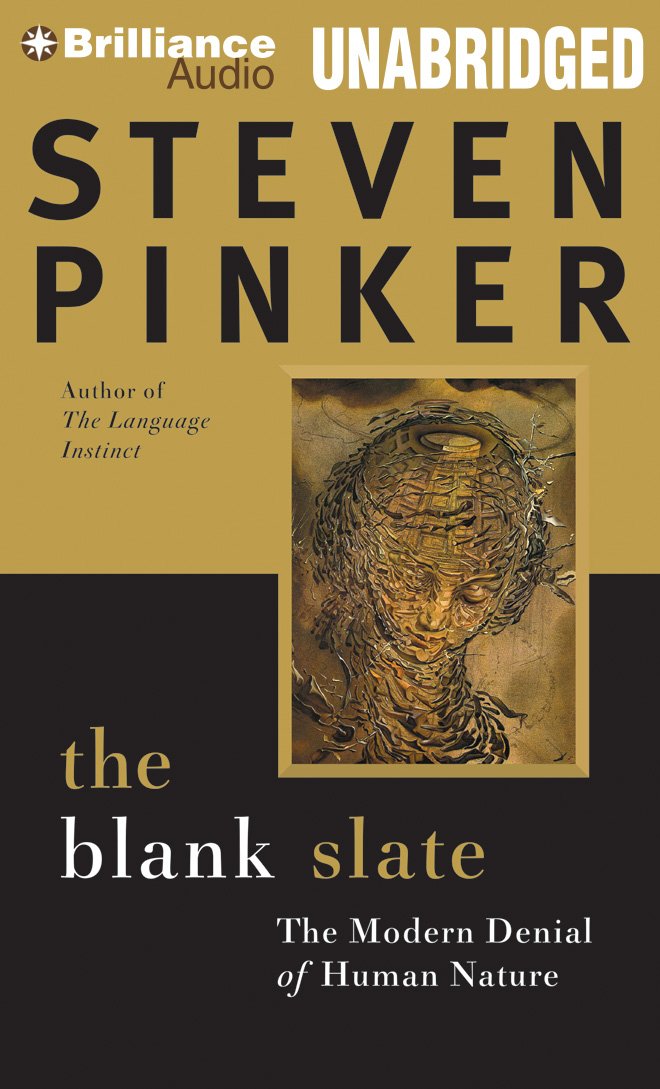 Brilliance
Audio
UNABRIDGED
STEVEN
PINKER
Author of
The Language
Instinct
the
blank slate
The Modern Denial
of Human Nature